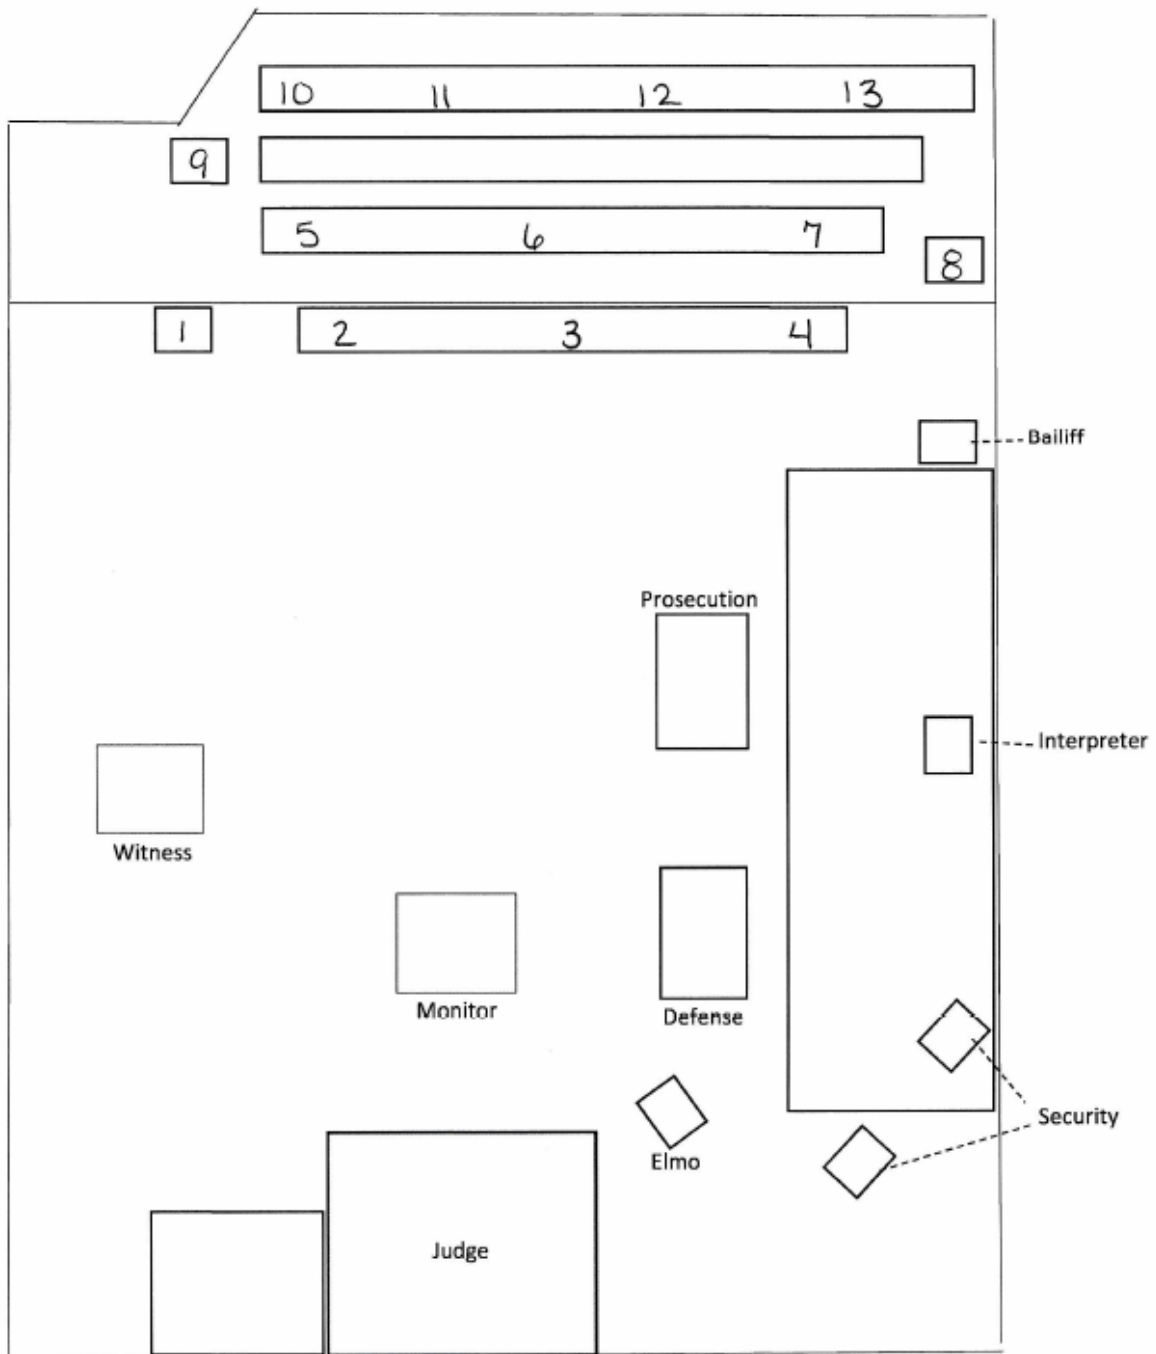 10 11 12 13
9
5 6 7
8
1 2 3 4
Bailiff
Prosecution
Interpreter
Witness
Monitor
Defense
Security
Elmo
Judge